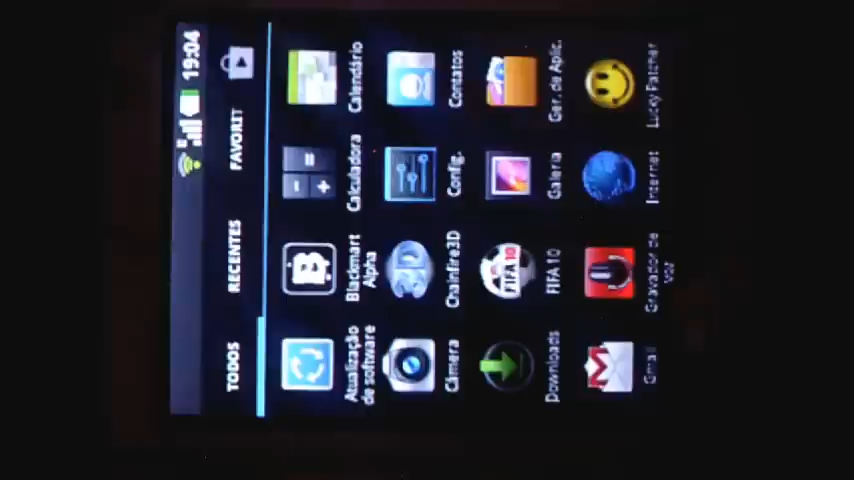 19:04
TODOS RECENTES FAVORIT
Atualização de software
Blackmart Alpha
Calculadora
Calendário
Câmera
Chainfire3D
Config.
Contatos
Downloads
FIFA 10
Galeria
Ger. de Aplic.
Gmail
Gravador de voz
Internet
Lucky Patcher